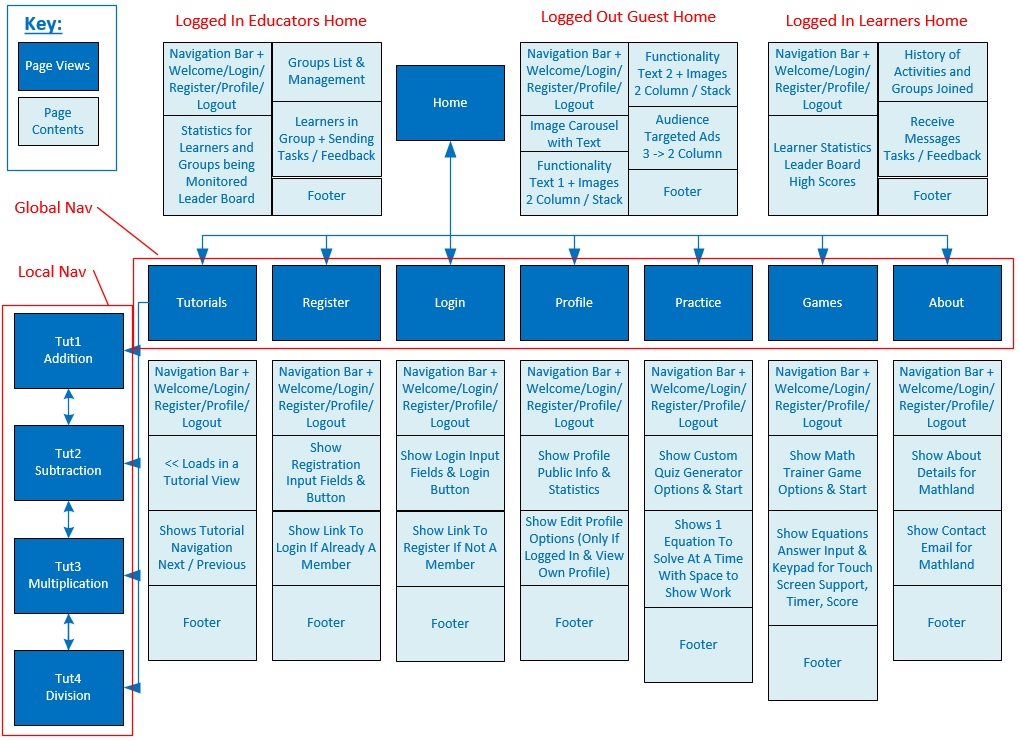 Key:
Page Views
Page
Contents
Logged In Educators Home
Navigation Bar +
Welcome/Login/
Register/Profile/
Logout
Statistics for
Learners and
Groups being
Monitored
Leader Board
Groups List &
Management
Learners in
Group + Sending
Tasks / Feedback
Footer
Home
Logged Out Guest Home
Navigation Bar +
Welcome/Login/
Register/Profile/
Logout
Image Carousel
with Text
Functionality
Text 1 + Images
2 Column / Stack
Functionality
Text 2 + Images
2 Column / Stack
Audience
Targeted Ads
3 -> 2 Column
Footer
Logged In Learners Home
Navigation Bar +
Welcome/Login/
Register/Profile/
Logout
Learner Statistics
Leader Board
High Scores
History of
Activities and
Groups Joined
Receive
Messages
Tasks / Feedback
Footer
Global Nav
Local Nav
Tutorials
Register
Login
Profile
Practice
Games
About
Tut1
Addition
Tut2
Subtraction
Tut3
Multiplication
Tut4
Division
Navigation Bar +
Welcome/Login/
Register/Profile/
Logout
<< Loads in a
Tutorial View
Shows Tutorial
Navigation
Next / Previous
Footer
Navigation Bar +
Welcome/Login/
Register/Profile/
Logout
Show
Registration
Input Fields &
Button
Show Link To
Login If Already A
Member
Footer
Navigation Bar +
Welcome/Login/
Register/Profile/
Logout
Show Login Input
Fields & Login
Button
Show Link To
Register If Not A
Member
Footer
Navigation Bar +
Welcome/Login/
Register/Profile/
Logout
Show Profile
Public Info &
Statistics
Show Edit Profile
Options (Only If
Logged In & View
Own Profile)
Footer
Navigation Bar +
Welcome/Login/
Register/Profile/
Logout
Show Custom
Quiz Generator
Options & Start
Shows 1
Equation To
Solve At A Time
With Space to
Show Work
Footer
Navigation Bar +
Welcome/Login/
Register/Profile/
Logout
Show Math
Trainer Game
Options & Start
Show Equations
Answer Input &
Keypad for Touch
Screen Support,
Timer, Score
Footer
Navigation Bar +
Welcome/Login/
Register/Profile/
Logout
Show About
Details for
Mathland
Show Contact
Email for
Mathland
Footer